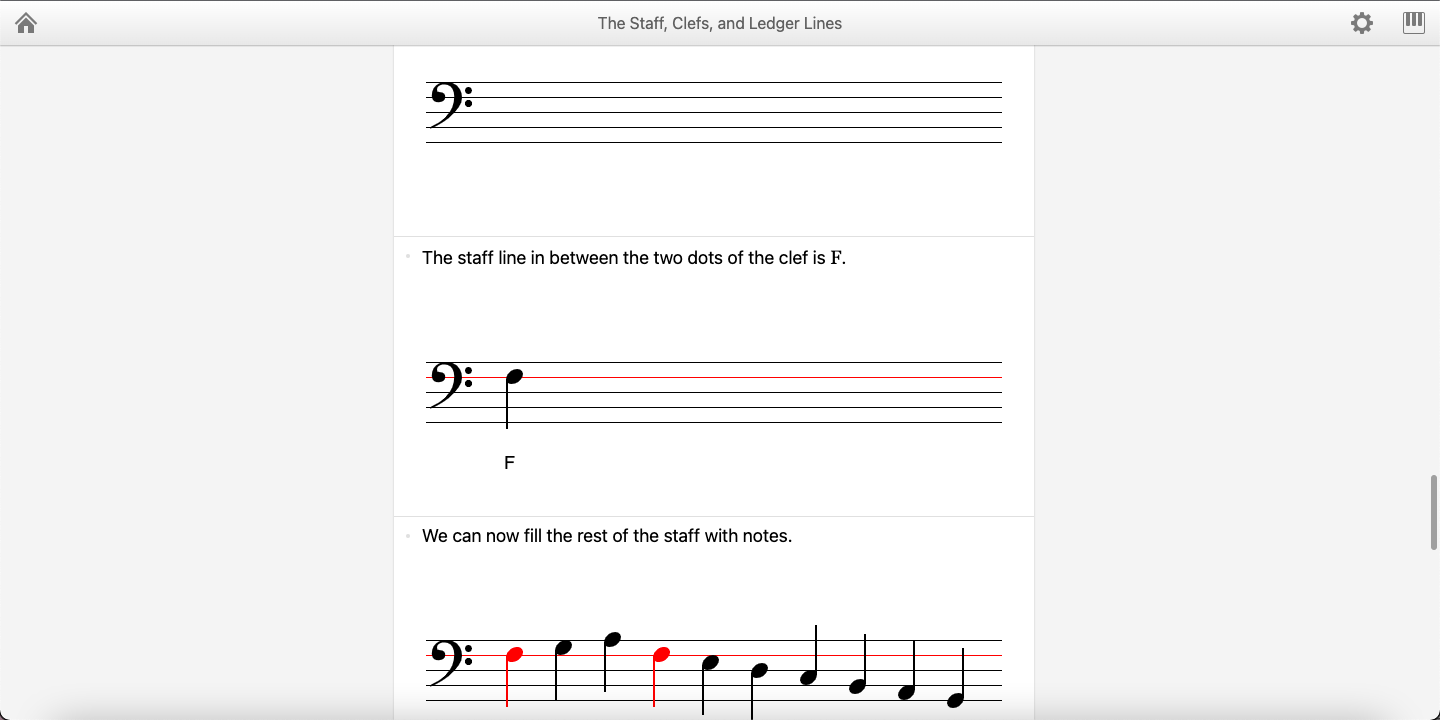 The Staff, Clefs, and Ledger Lines
The staff line in between the two dots of the clef is F.
F
We can now fill the rest of the staff with notes.